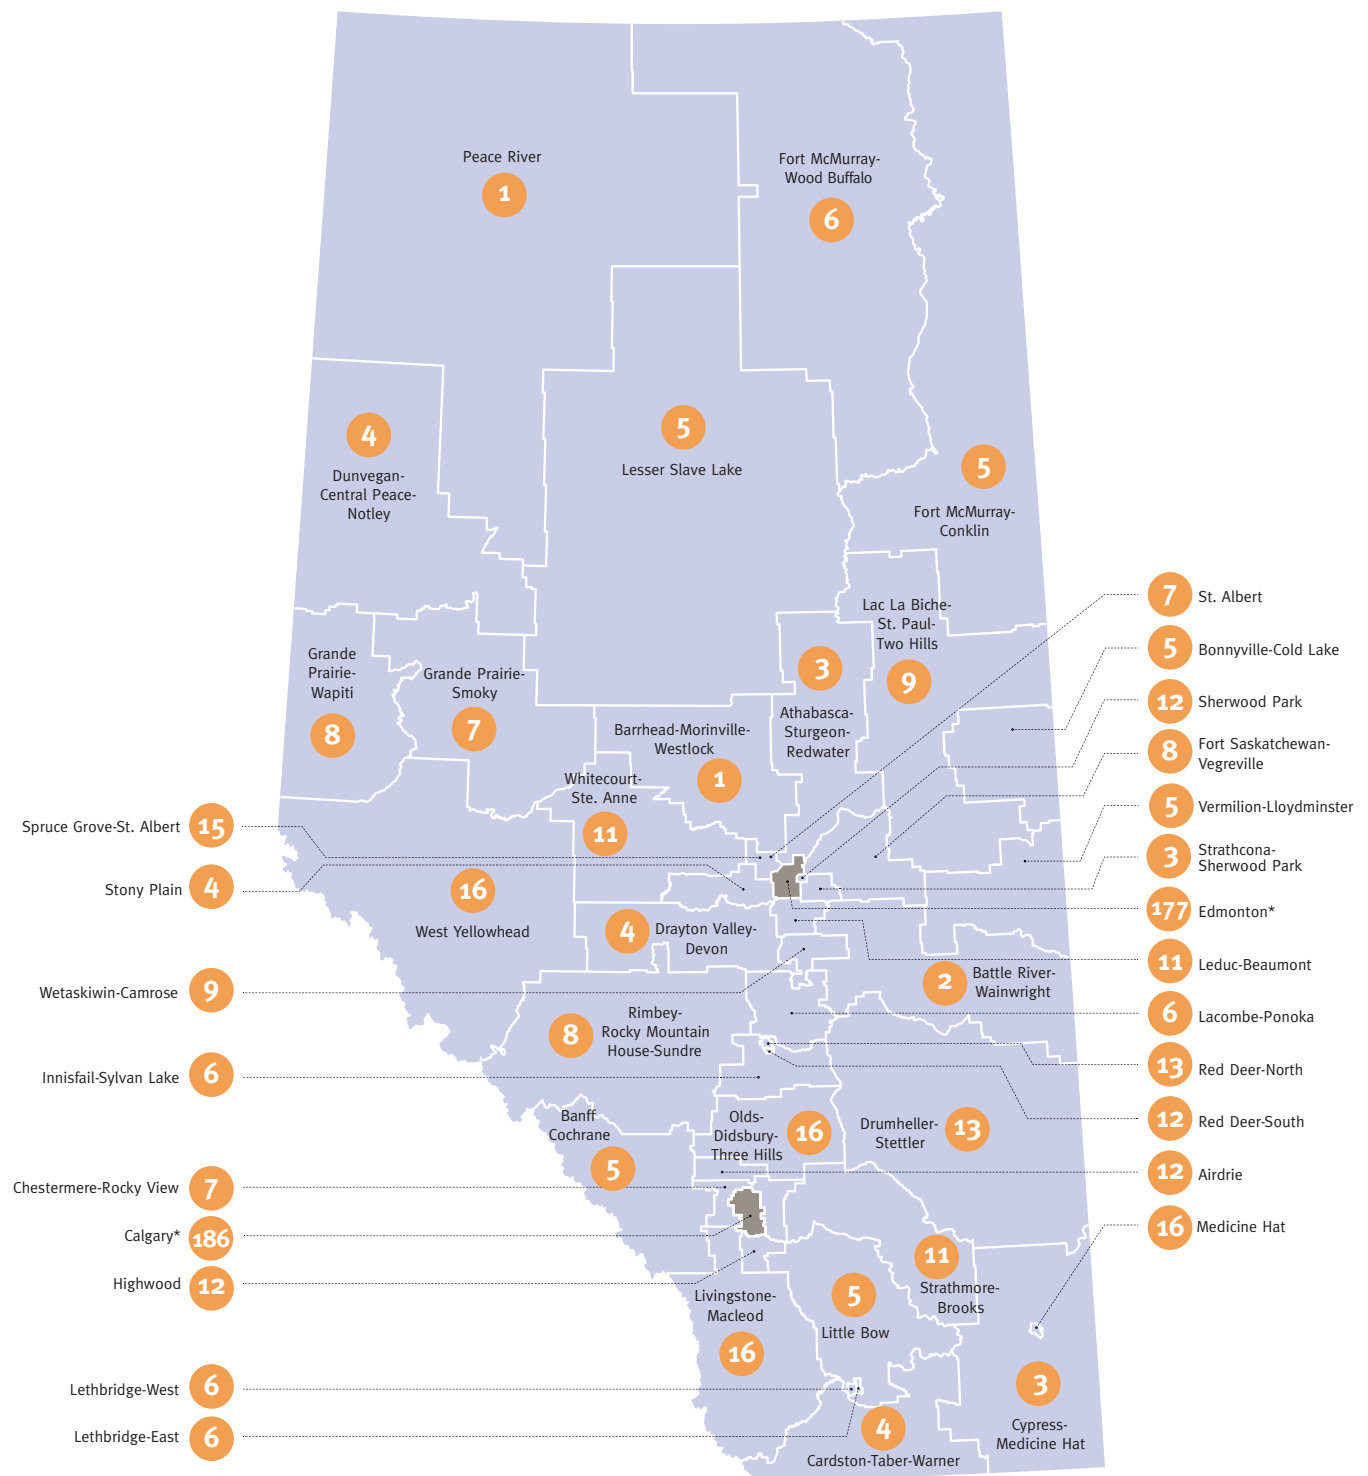 Peace River
1
Fort McMurray-
Wood Buffalo
6
4
Dunvegan-
Central Peace-
Notley
5
Lesser Slave Lake
5
Fort McMurray-
Conklin
Lac La Biche-
St. Paul-
Two Hills
9
3
Athabasca-
Sturgeon-
Redwater
Grande
Prairie-
Wapiti
8
Grande Prairie-
Smoky
7
Barrhead-Morinville-
Westlock
1
Whitecourt-
Ste. Anne
11
16
West Yellowhead
4
Drayton Valley-
Devon
2
Battle River-
Wainwright
8
Rimbey-
Rocky Mountain
House-Sundre
Banff
Cochrane
5
Olds-
Didsbury-
Three Hills
16
Drumheller-
Stettler
13
11
Strathmore-
Brooks
5
Little Bow
Livingstone-
Macleod
16
3
Cypress-
Medicine Hat
4
Cardston-Taber-Warner
Spruce Grove-St. Albert 15
Stony Plain 4
Wetaskiwin-Camrose 9
Innisfail-Sylvan Lake 6
Chestermere-Rocky View 7
Calgary* 186
Highwood 12
Lethbridge-West 6
Lethbridge-East 6
7 St. Albert
5 Bonnyville-Cold Lake
12 Sherwood Park
8 Fort Saskatchewan-
Vegreville
5 Vermilion-Lloydminster
3 Strathcona-
Sherwood Park
177 Edmonton*
11 Leduc-Beaumont
6 Lacombe-Ponoka
13 Red Deer-North
12 Red Deer-South
12 Airdrie
16 Medicine Hat